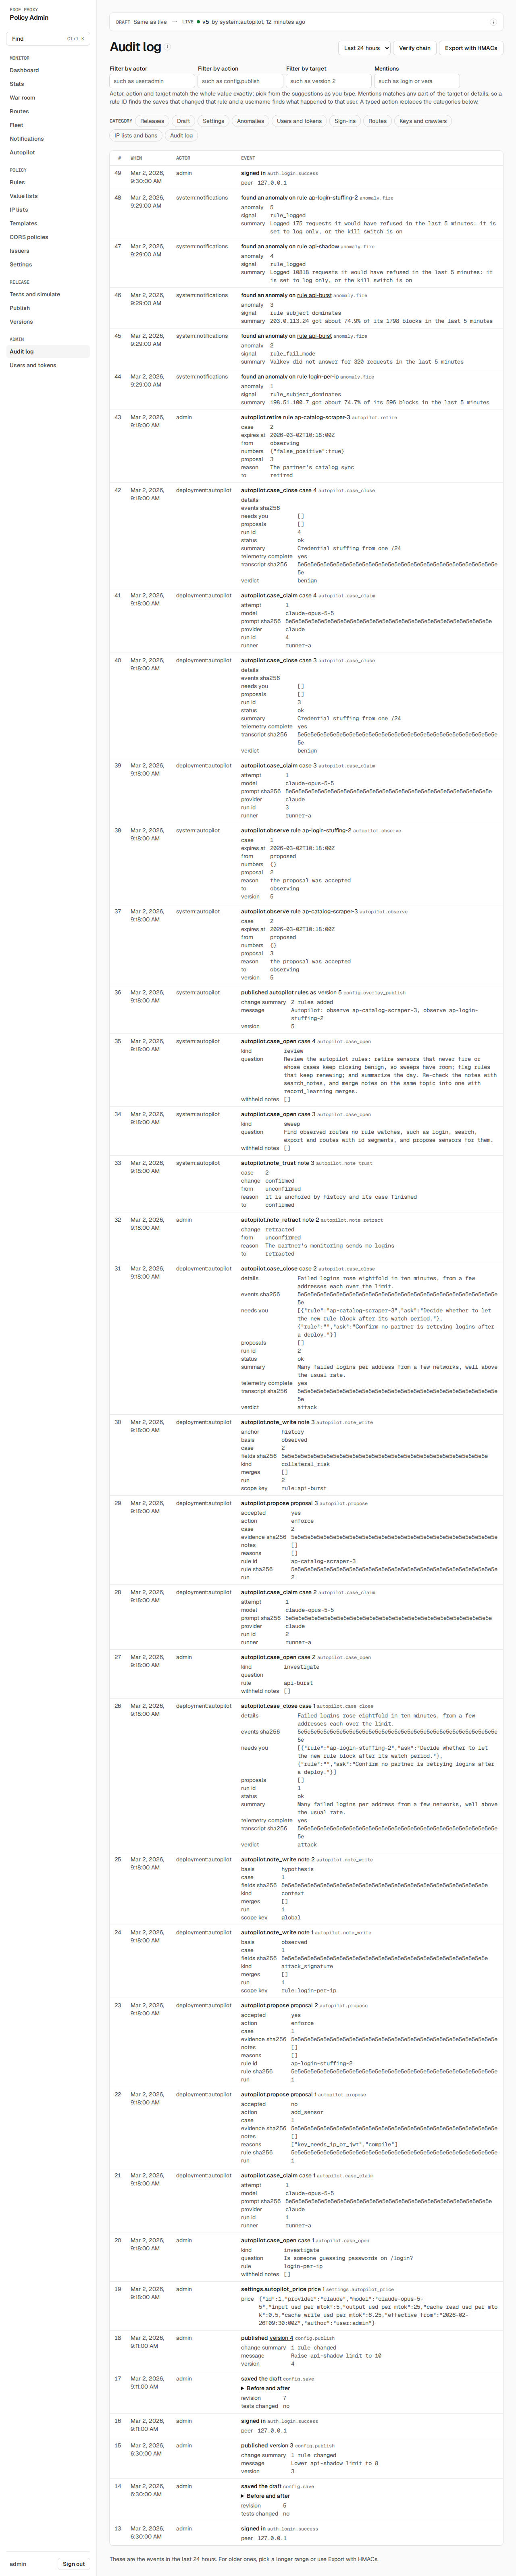 EDGE PROXY
Policy Admin
Find Ctrl K
MONITOR
Dashboard
Stats
War room
Routes
Fleet
Notifications
Autopilot
POLICY
Rules
Value lists
IP lists
Templates
CORS policies
Issuers
Settings
RELEASE
Tests and simulate
Publish
Versions
ADMIN
Audit log
Users and tokens
admin Sign out
DRAFT Same as live → LIVE v5 by system:autopilot, 12 minutes ago
Audit log
Last 24 hours Verify chain Export with HMACs
Filter by actor Filter by action Filter by target Mentions
such as user:admin such as config.publish such as version 2 such as login or vers
Actor, action and target match the whole value exactly; pick from the suggestions as you type. Mentions matches any part of the target or details, so a
rule ID finds the saves that changed that rule and a username finds what happened to that user. A typed action replaces the categories below.
CATEGORY Releases Draft Settings Anomalies Users and tokens Sign-ins Routes Keys and crawlers
IP lists and bans Audit log
# WHEN ACTOR EVENT
49 Mar 2, 2026, 9:30:00 AM admin signed in auth.login.success
peer 127.0.0.1
48 Mar 2, 2026, 9:29:00 AM system:notifications found an anomaly on rule ap-login-stuffing-2 anomaly.fire
anomaly 5
signal rule_logged
summary Logged 175 requests it would have refused in the last 5 minutes: it is
set to log only, or the kill switch is on
47 Mar 2, 2026, 9:29:00 AM system:notifications found an anomaly on rule api-shadow anomaly.fire
anomaly 4
signal rule_logged
summary Logged 10618 requests it would have refused in the last 5 minutes: it
is set to log only, or the kill switch is on
46 Mar 2, 2026, 9:29:00 AM system:notifications found an anomaly on rule api-burst anomaly.fire
anomaly 3
signal rule_subject_dominates
summary 203.0.113.24 got about 74.9% of its 1798 blocks in the last 5 minutes
45 Mar 2, 2026, 9:29:00 AM system:notifications found an anomaly on rule api-burst anomaly.fire
anomaly 2
signal rule_fail_mode
summary Valkey did not answer for 320 requests in the last 5 minutes
44 Mar 2, 2026, 9:29:00 AM system:notifications found an anomaly on rule login-per-ip anomaly.fire
anomaly 1
signal rule_subject_dominates
summary 198.51.100.7 got about 74.7% of its 596 blocks in the last 5 minutes
43 Mar 2, 2026, 9:18:00 AM admin autopilot.retire rule ap-catalog-scraper-3 autopilot.retire
case 2
expires at 2026-03-02T10:18:00Z
from observing
numbers {"false_positive":true}
proposal 3
reason The partner's catalog sync
to retired
42 Mar 2, 2026, 9:18:00 AM deployment:autopilot autopilot.case_close case 4 autopilot.case_close
details
events sha256
needs you []
proposals []
run id 4
status ok
summary Credential stuffing from one /24
telemetry complete yes
verdict benign
41 Mar 2, 2026, 9:18:00 AM deployment:autopilot autopilot.case_claim case 4 autopilot.case_claim
attempt 1
model claude-opus-5-5
provider claude
run id 4
runner runner-a
40 Mar 2, 2026, 9:18:00 AM deployment:autopilot autopilot.case_close case 3 autopilot.case_close
details
events sha256
needs you []
proposals []
run id 3
status ok
summary Credential stuffing from one /24
telemetry complete yes
verdict benign
39 Mar 2, 2026, 9:18:00 AM deployment:autopilot autopilot.case_claim case 3 autopilot.case_claim
attempt 1
model claude-opus-5-5
provider claude
run id 3
runner runner-a
38 Mar 2, 2026, 9:18:00 AM system:autopilot autopilot.observe rule ap-login-stuffing-2 autopilot.observe
case 1
expires at 2026-03-02T10:18:00Z
from proposed
numbers {}
proposal 2
reason the proposal was accepted
to observing
version 5
37 Mar 2, 2026, 9:18:00 AM system:autopilot autopilot.observe rule ap-catalog-scraper-3 autopilot.observe
case 2
expires at 2026-03-02T10:18:00Z
from proposed
numbers {}
proposal 3
reason the proposal was accepted
to observing
version 5
36 Mar 2, 2026, 9:18:00 AM system:autopilot published autopilot rules as version 5 config.overlay_publish
change summary 2 rules added
message Autopilot: observe ap-catalog-scraper-3, observe ap-login-
stuffing-2
version 5
35 Mar 2, 2026, 9:18:00 AM system:autopilot autopilot.case_open case 4 autopilot.case_open
kind review
question Review the autopilot rules: retire sensors that never fire or
whose cases keep closing benign, so sweeps have room; flag rules
that keep renewing; and summarize the day. Re-check the notes with
search_notes, and merge notes on the same topic into one with
record_learning merges.
withheld notes []
34 Mar 2, 2026, 9:18:00 AM system:autopilot autopilot.case_open case 3 autopilot.case_open
kind sweep
question Find observed routes no rule watches, such as login, search,
export and routes with id segments, and propose sensors for them.
withheld notes []
33 Mar 2, 2026, 9:18:00 AM system:autopilot autopilot.note_trust note 3 autopilot.note_trust
case 2
change confirmed
from unconfirmed
reason it is anchored by history and its case finished
to confirmed
32 Mar 2, 2026, 9:18:00 AM admin autopilot.note_retract note 2 autopilot.note_retract
change retracted
from unconfirmed
reason The partner's monitoring sends no logins
to retracted
31 Mar 2, 2026, 9:18:00 AM deployment:autopilot autopilot.case_close case 2 autopilot.case_close
details Failed logins rose eightfold in ten minutes, from a few
addresses each over the limit.
needs you [{"rule":"ap-catalog-scraper-3","ask":"Decide whether to let
the new rule block after its watch period."},
{"rule":"","ask":"Confirm no partner is retrying logins after
a deploy."}]
proposals []
run id 2
status ok
summary Many failed logins per address from a few networks, well above
the usual rate.
telemetry complete yes
verdict attack
30 Mar 2, 2026, 9:18:00 AM deployment:autopilot autopilot.note_write note 3 autopilot.note_write
anchor history
basis observed
case 2
kind collateral_risk
merges []
run 2
scope key rule:api-burst
29 Mar 2, 2026, 9:18:00 AM deployment:autopilot autopilot.propose proposal 3 autopilot.propose
accepted yes
action enforce
case 2
notes []
reasons []
rule id ap-catalog-scraper-3
run 2
28 Mar 2, 2026, 9:18:00 AM deployment:autopilot autopilot.case_claim case 2 autopilot.case_claim
attempt 1
model claude-opus-5-5
provider claude
run id 2
runner runner-a
27 Mar 2, 2026, 9:18:00 AM admin autopilot.case_open case 2 autopilot.case_open
kind investigate
question
rule api-burst
withheld notes []
26 Mar 2, 2026, 9:18:00 AM deployment:autopilot autopilot.case_close case 1 autopilot.case_close
details Failed logins rose eightfold in ten minutes, from a few
addresses each over the limit.
needs you [{"rule":"ap-login-stuffing-2","ask":"Decide whether to let
the new rule block after its watch period."},
{"rule":"","ask":"Confirm no partner is retrying logins after
a deploy."}]
proposals []
run id 1
status ok
summary Many failed logins per address from a few networks, well above
the usual rate.
telemetry complete yes
verdict attack
25 Mar 2, 2026, 9:18:00 AM deployment:autopilot autopilot.note_write note 2 autopilot.note_write
basis hypothesis
case 1
kind context
merges []
run 1
scope key global
24 Mar 2, 2026, 9:18:00 AM deployment:autopilot autopilot.note_write note 1 autopilot.note_write
basis observed
case 1
kind attack_signature
merges []
run 1
scope key rule:login-per-ip
23 Mar 2, 2026, 9:18:00 AM deployment:autopilot autopilot.propose proposal 2 autopilot.propose
accepted yes
action enforce
case 1
notes []
reasons []
rule id ap-login-stuffing-2
run 1
22 Mar 2, 2026, 9:18:00 AM deployment:autopilot autopilot.propose proposal 1 autopilot.propose
accepted no
action add_sensor
case 1
notes []
reasons ["key_needs_ip_or_jwt","compile"]
run 1
21 Mar 2, 2026, 9:18:00 AM deployment:autopilot autopilot.case_claim case 1 autopilot.case_claim
attempt 1
model claude-opus-5-5
provider claude
run id 1
runner runner-a
20 Mar 2, 2026, 9:18:00 AM admin autopilot.case_open case 1 autopilot.case_open
kind investigate
question Is someone guessing passwords on /login?
rule login-per-ip
withheld notes []
19 Mar 2, 2026, 9:18:00 AM admin settings.autopilot_price price 1 settings.autopilot_price
price {"id":1,"provider":"claude","model":"claude-opus-5-
5","input_usd_per_mtok":5,"output_usd_per_mtok":25,"cache_read_usd_per_mto
k":0.5,"cache_write_usd_per_mtok":6.25,"effective_from":"2026-02-
26T09:30:00Z","author":"user:admin"}
18 Mar 2, 2026, 9:11:00 AM admin published version 4 config.publish
change summary 1 rule changed
message Raise api-shadow limit to 10
version 4
17 Mar 2, 2026, 9:11:00 AM admin saved the draft config.save
Before and after
revision 7
tests changed no
16 Mar 2, 2026, 9:11:00 AM admin signed in auth.login.success
peer 127.0.0.1
15 Mar 2, 2026, 6:30:00 AM admin published version 3 config.publish
change summary 1 rule changed
message Lower api-shadow limit to 8
version 3
14 Mar 2, 2026, 6:30:00 AM admin saved the draft config.save
Before and after
revision 5
tests changed no
13 Mar 2, 2026, 6:30:00 AM admin signed in auth.login.success
peer 127.0.0.1
These are the events in the last 24 hours. For older ones, pick a longer range or use Export with HMACs.